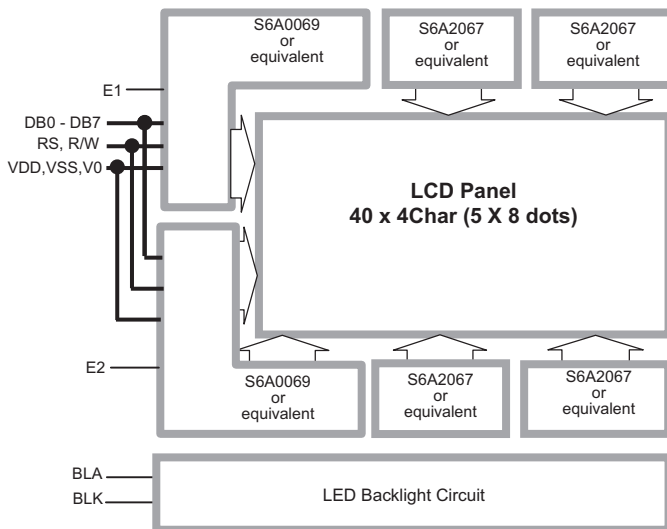 S6A0069
or
equivalent
S6A2067
or
equivalent
S6A2067
or
equivalent
E1
DB0 - DB7
RS, R/W
VDD,VSS,V0
LCD Panel
40 x 4Char (5 X 8 dots)
E2
S6A0069
or
equivalent
S6A2067
or
equivalent
S6A2067
or
equivalent
BLA
BLK
LED Backlight Circuit